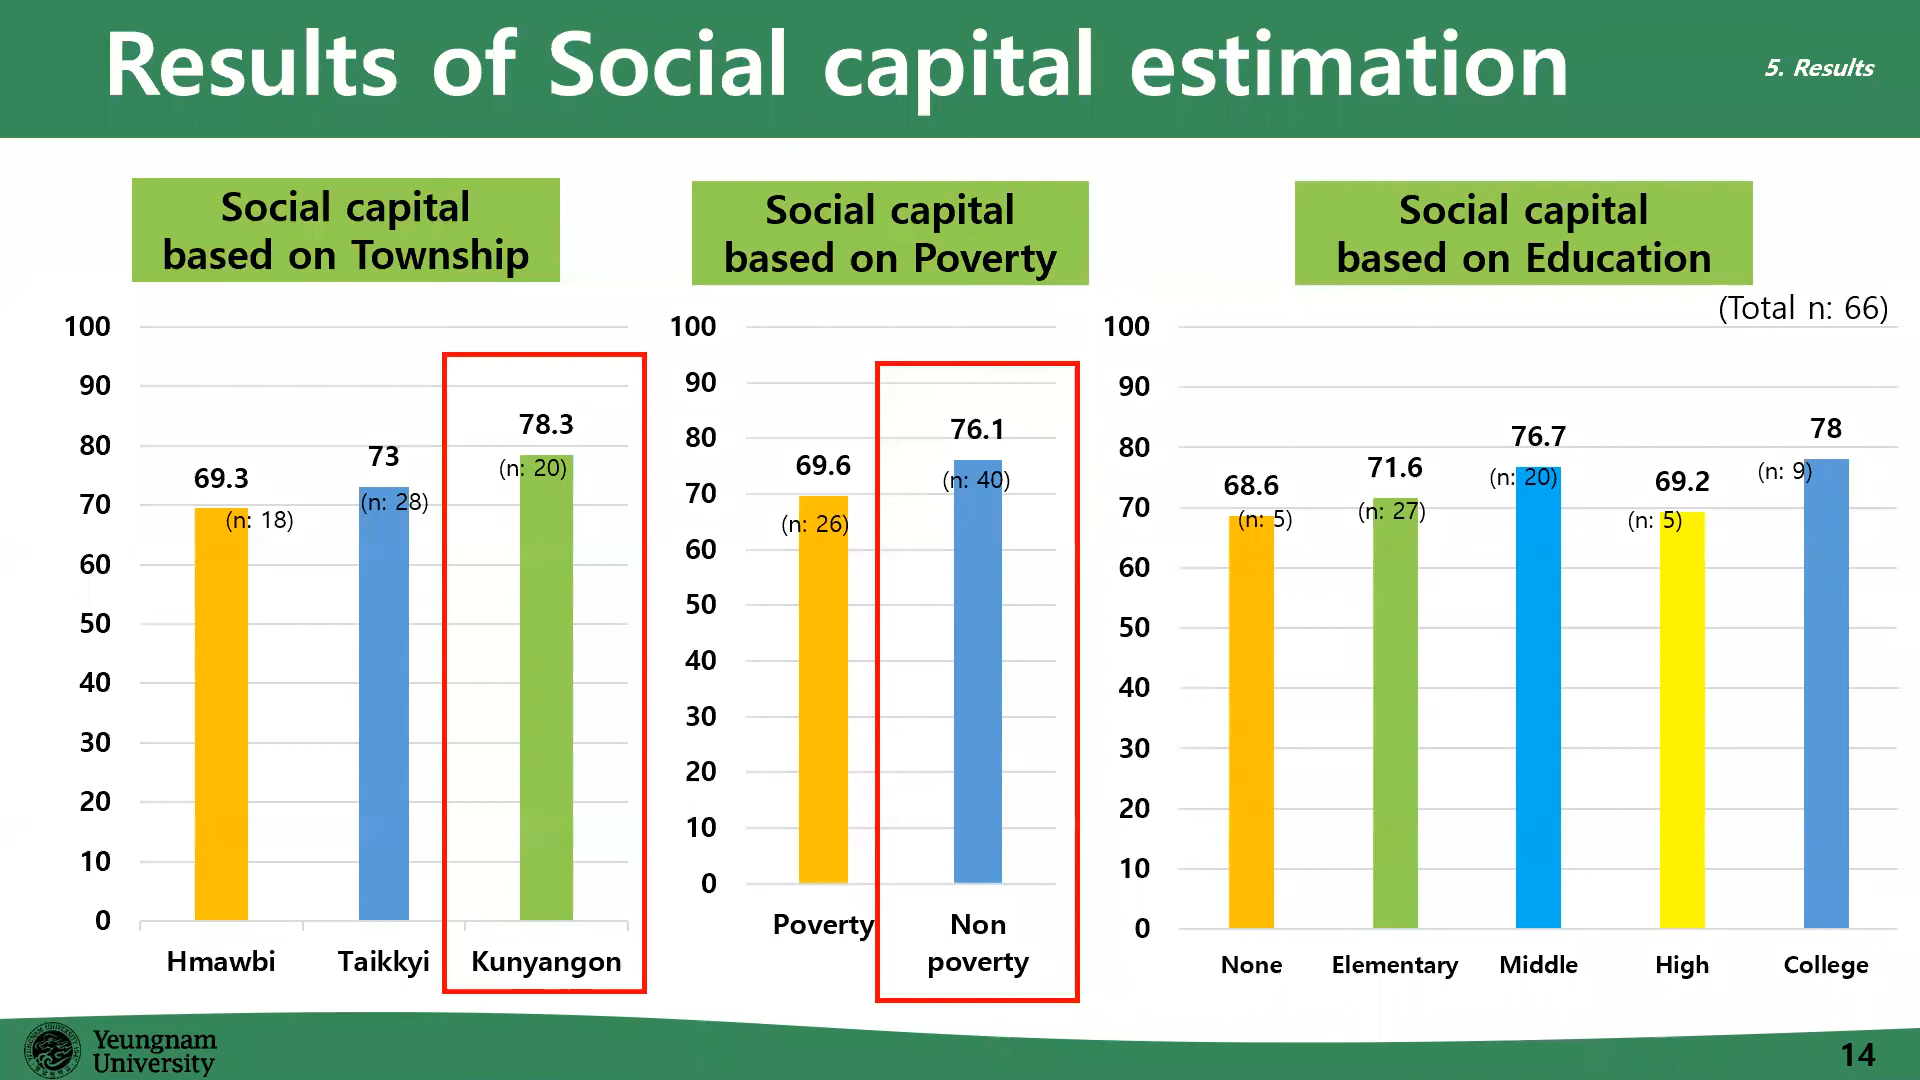 Results of Social capital estimation
5. Results
Social capital
based on Township
100
90
80
70
60
50
40
30
20
10
0
69.3
(n: 18)
73
(n: 28)
78.3
(n: 20)
Hmawbi
Taikkyi
Kunyangon
Social capital
based on Poverty
100
90
80
70
60
50
40
30
20
10
0
69.6
(n: 26)
76.1
(n: 40)
Poverty
Non
poverty
Social capital
based on Education
(Total n: 66)
100
90
80
70
60
50
40
30
20
10
0
68.6
(n: 5)
71.6
(n: 27)
76.7
(n: 20)
69.2
(n: 5)
78
(n: 9)
None
Elementary
Middle
High
College
Yeungnam
University
14